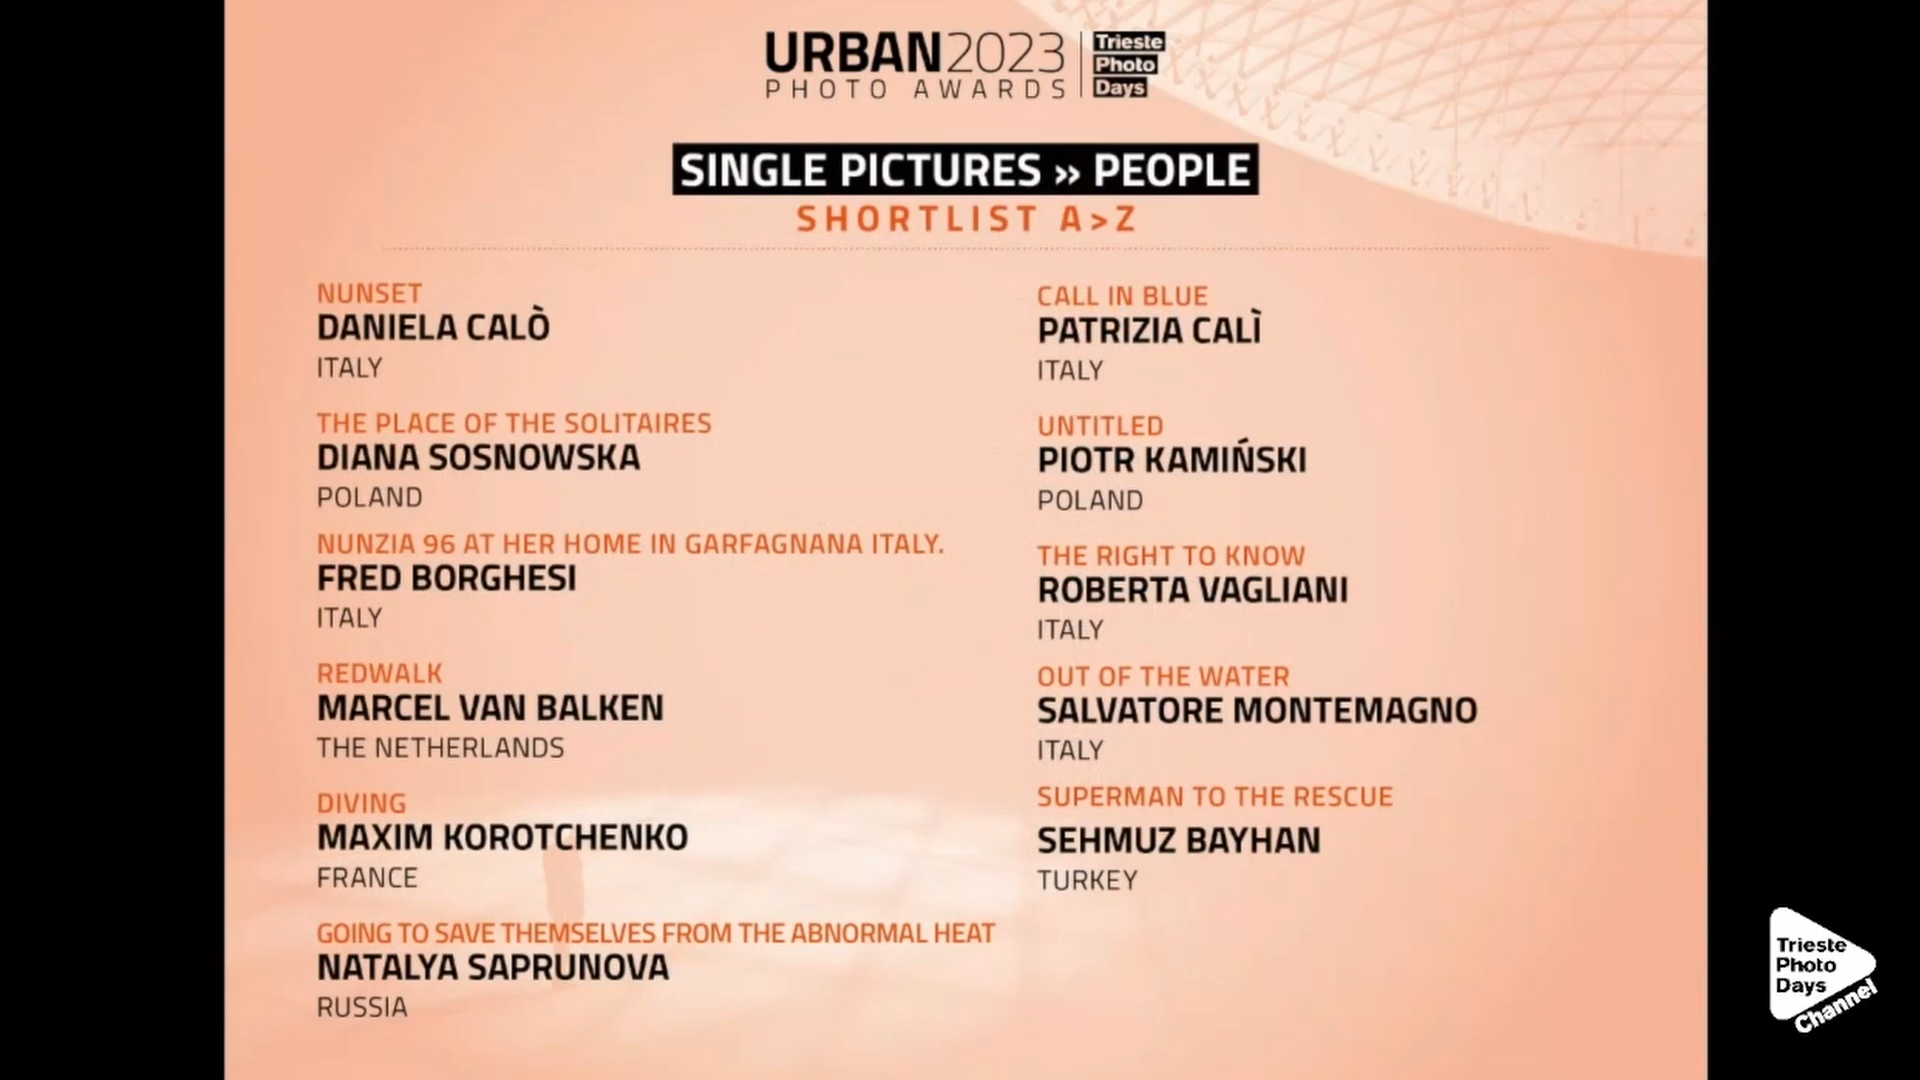 URBAN2023
PHOTO AWARDS
Trieste
Photo
Days
SINGLE PICTURES » PEOPLE
SHORTLIST A>Z
NUNSET
DANIELA CALÒ
ITALY
THE PLACE OF THE SOLITAIRES
DIANA SOSNOWSKA
POLAND
NUNZIA 96 AT HER HOME IN GARFAGNANA ITALY.
FRED BORGHESI
ITALY
REDWALK
MARCEL VAN BALKEN
THE NETHERLANDS
DIVING
MAXIM KOROTCHENKO
FRANCE
GOING TO SAVE THEMSELVES FROM THE ABNORMAL HEAT
NATALYA SAPRUNOVA
RUSSIA
CALL IN BLUE
PATRIZIA CALÌ
ITALY
UNTITLED
PIOTR KAMIŃSKI
POLAND
THE RIGHT TO KNOW
ROBERTA VAGLIANI
ITALY
OUT OF THE WATER
SALVATORE MONTEMAGNO
ITALY
SUPERMAN TO THE RESCUE
SEHMUZ BAYHAN
TURKEY
Trieste
Photo
Days
Channel